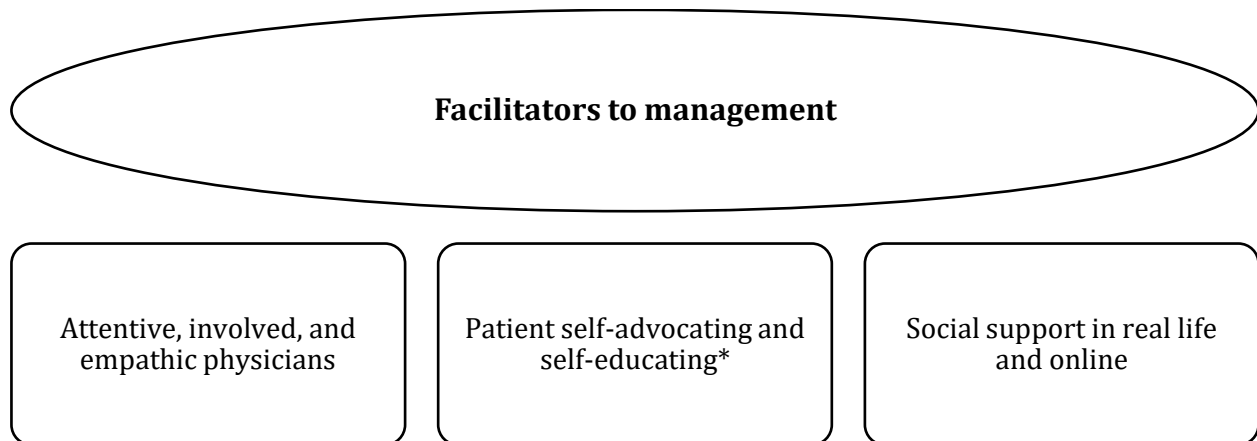 Facilitators to management
Attentive, involved, and
empathic physicians
Patient self-advocating and
self-educating*
Social support in real life
and online